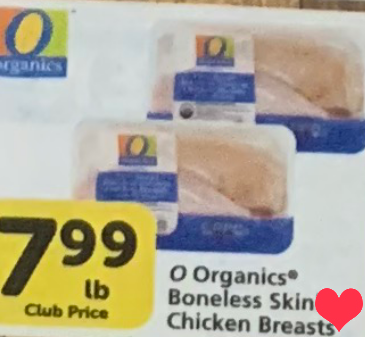 O
organics
O
O
7.99
lb
Club Price
O Organics®
Boneless Skin
Chicken Breasts